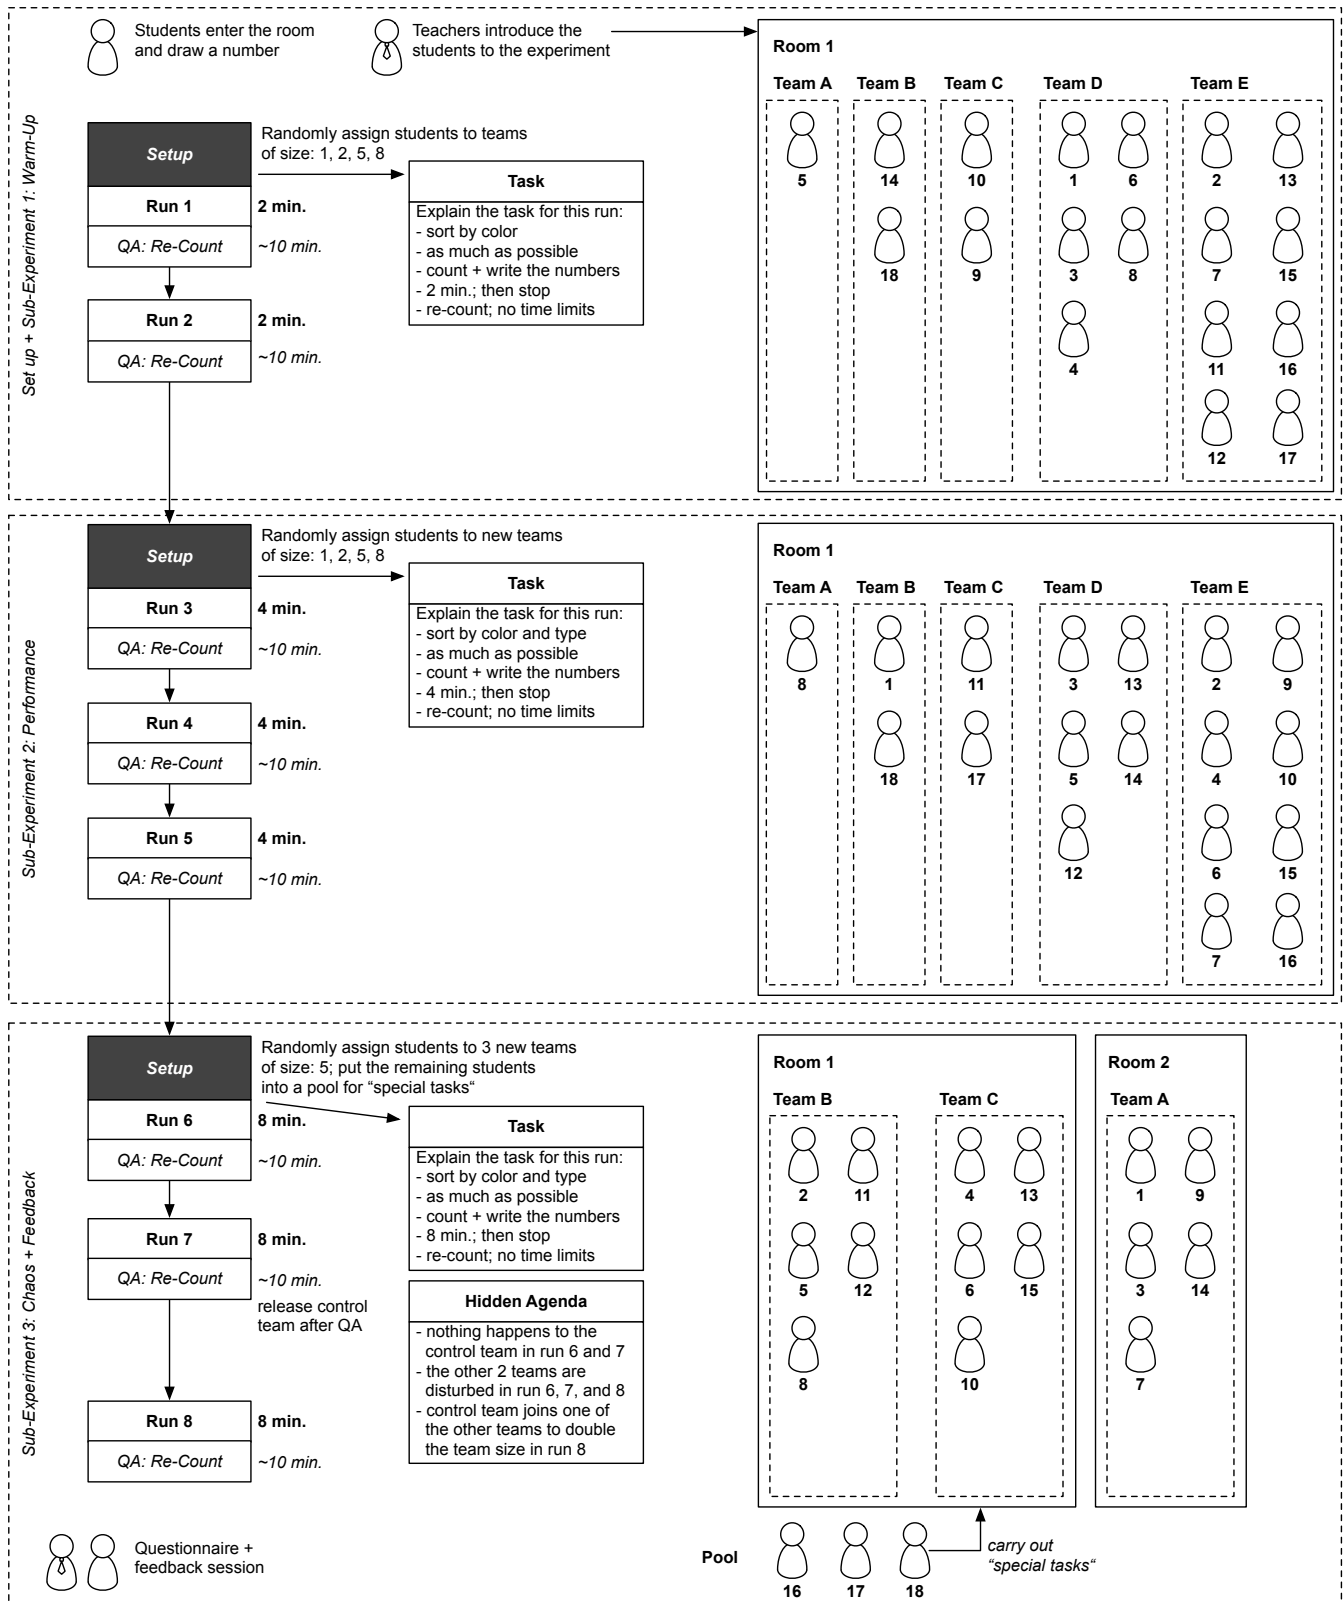 Set up + Sub-Experiment 1: Warm-Up
Students enter the room
and draw a number
Teachers introduce the
students to the experiment
Setup
Randomly assign students to teams
of size: 1, 2, 5, 8
Run 1
2 min.
QA: Re-Count
~10 min.
Run 2
2 min.
QA: Re-Count
~10 min.
Task
Explain the task for this run:
- sort by color
- as much as possible
- count + write the numbers
- 2 min.; then stop
- re-count; no time limits
Room 1
Team A
Team B
Team C
Team D
Team E
5
14
10
1
6
2
13
18
9
3
8
7
15
4
11
16
12
17
Sub-Experiment 2: Performance
Setup
Randomly assign students to new teams
of size: 1, 2, 5, 8
Run 3
4 min.
QA: Re-Count
~10 min.
Run 4
4 min.
QA: Re-Count
~10 min.
Run 5
4 min.
QA: Re-Count
~10 min.
Task
Explain the task for this run:
- sort by color and type
- as much as possible
- count + write the numbers
- 4 min.; then stop
- re-count; no time limits
Room 1
Team A
Team B
Team C
Team D
Team E
8
1
11
3
13
2
9
18
17
5
14
4
10
12
6
15
7
16
Sub-Experiment 3: Chaos + Feedback
Setup
Randomly assign students to 3 new teams
of size: 5; put the remaining students
into a pool for “special tasks“
Run 6
8 min.
QA: Re-Count
~10 min.
Run 7
8 min.
QA: Re-Count
~10 min.
release control
team after QA
Run 8
8 min.
QA: Re-Count
~10 min.
Task
Explain the task for this run:
- sort by color and type
- as much as possible
- count + write the numbers
- 8 min.; then stop
- re-count; no time limits
Hidden Agenda
- nothing happens to the
control team in run 6 and 7
- the other 2 teams are
disturbed in run 6, 7, and 8
- control team joins one of
the other teams to double
the team size in run 8
Room 1
Team B
Team C
2
11
4
13
5
12
6
15
8
10
Room 2
Team A
1
9
3
14
7
Questionnaire +
feedback session
Pool
16
17
18
carry out
“special tasks“